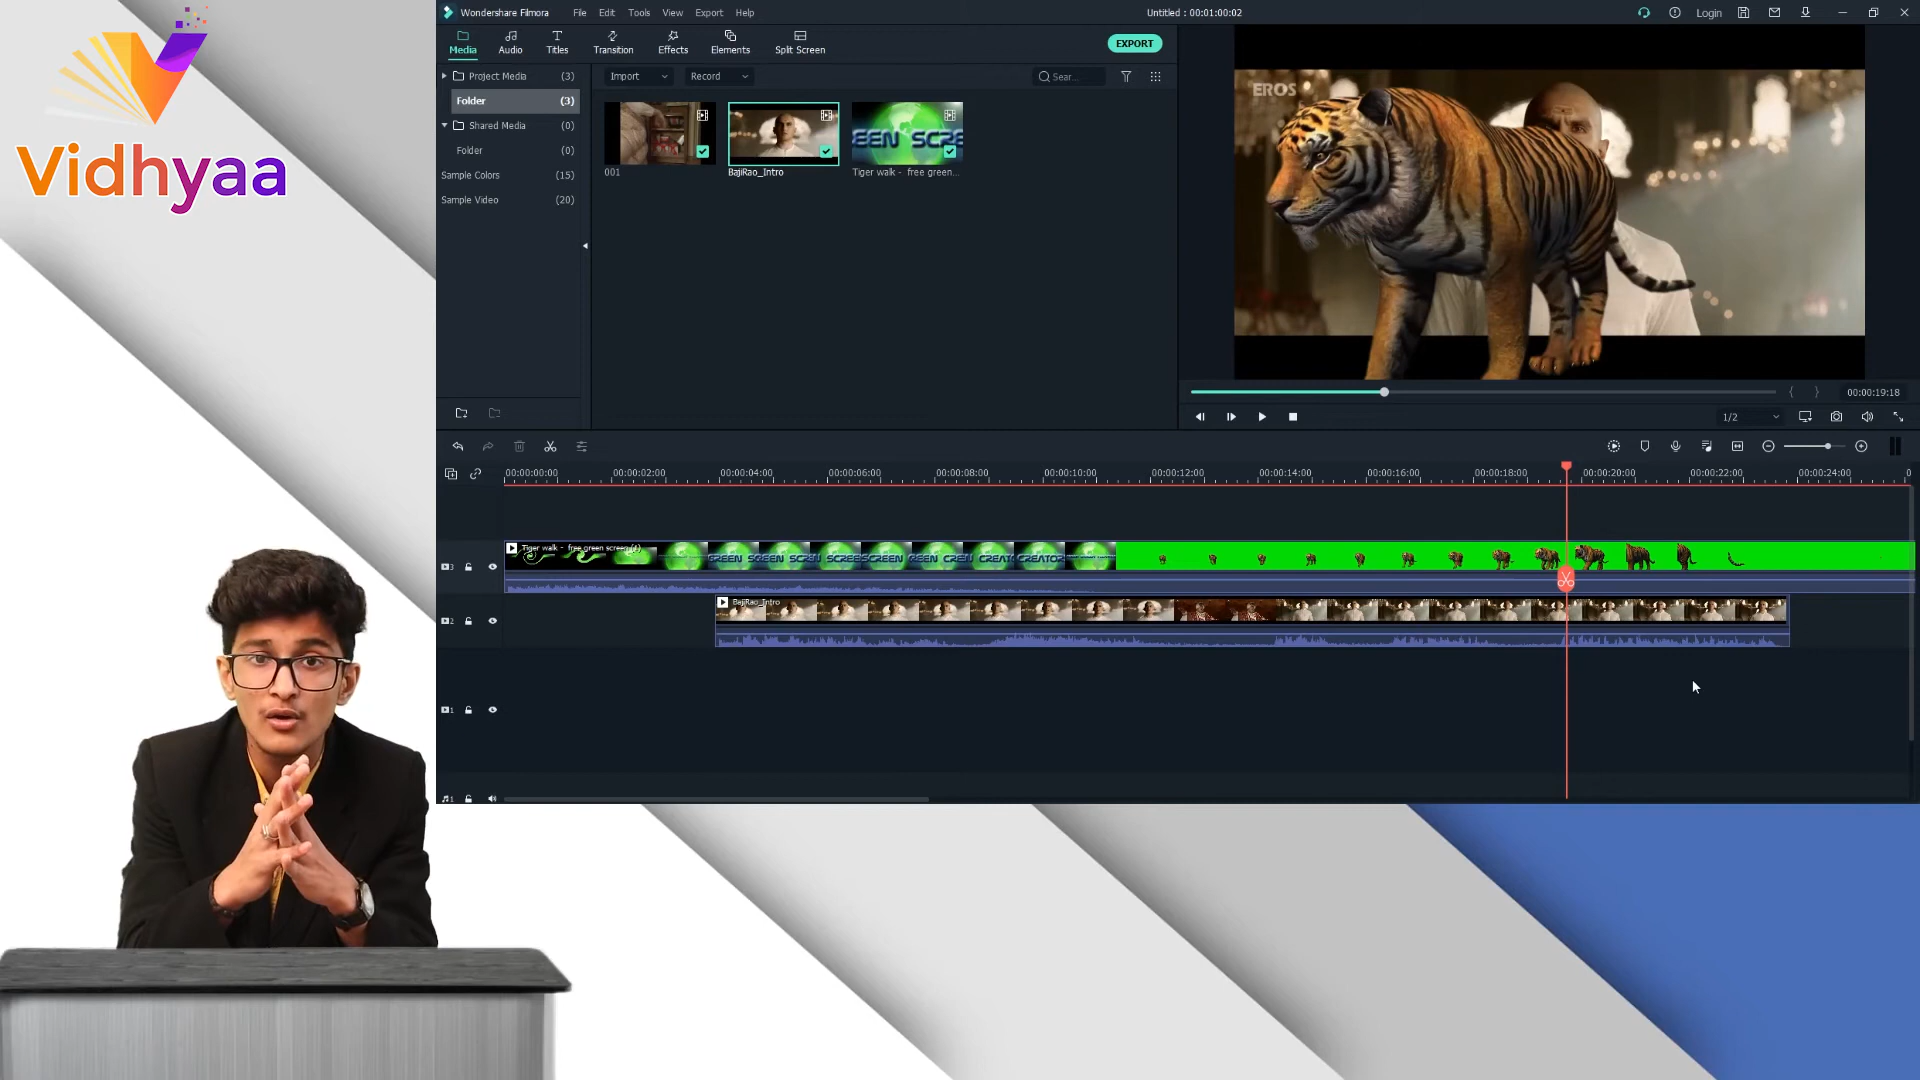 Vidhyaa
Wondershare Filmora
File Edit Tools View Export Help
Untitled : 00:01:00:02
Login
Media Audio Titles Transition Effects Elements Split Screen
EXPORT
Project Media (3)
Import Record Sear...
Folder (3)
Shared Media (0)
Folder (0)
Sample Colors (15)
Sample Video (20)
001 BajiRao_Intro Tiger walk - free green...
EROS
00:00:19:18
1/2
00:00:00:00 00:00:02:00 00:00:04:00 00:00:06:00 00:00:08:00 00:00:10:00 00:00:12:00 00:00:14:00 00:00:16:00 00:00:18:00 00:00:20:00 00:00:22:00 00:00:24:00
Tiger walk - free green screen
3
BajiRao_Intro
2
1
1